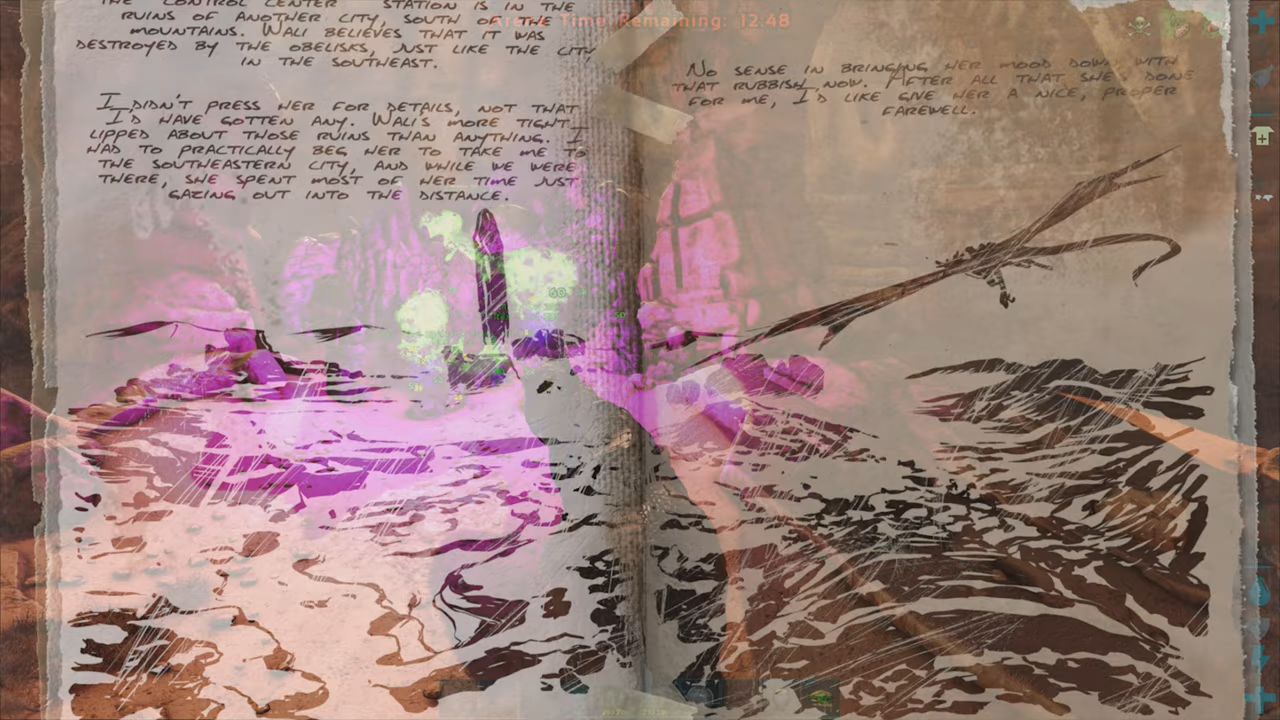 THE "CONTROL CENTER" STATION IS IN THE
RUINS OF ANOTHER CITY, SOUTH OF THE
MOUNTAINS. WALI BELIEVES THAT IT WAS
DESTROYED BY THE OBELISKS, JUST LIKE THE CITY
IN THE SOUTHEAST.
I DIDN'T PRESS HER FOR DETAILS, NOT THAT
I'D HAVE GOTTEN ANY. WALI'S MORE TIGHT
LIPPED ABOUT THOSE RUINS THAN ANYTHING. I
HAD TO PRACTICALLY BEG HER TO TAKE ME TO
THE SOUTHEASTERN CITY, AND WHILE WE WERE
THERE, SHE SPENT MOST OF HER TIME JUST
GAZING OUT INTO THE DISTANCE.
Arena Time Remaining: 12:48
NO SENSE IN BRINGING HER MOOD DOWN WITH
THAT RUBBISH NOW. AFTER ALL THAT SHE'S DONE
FOR ME, I'D LIKE GIVE HER A NICE, PROPER
FAREWELL.
60
50